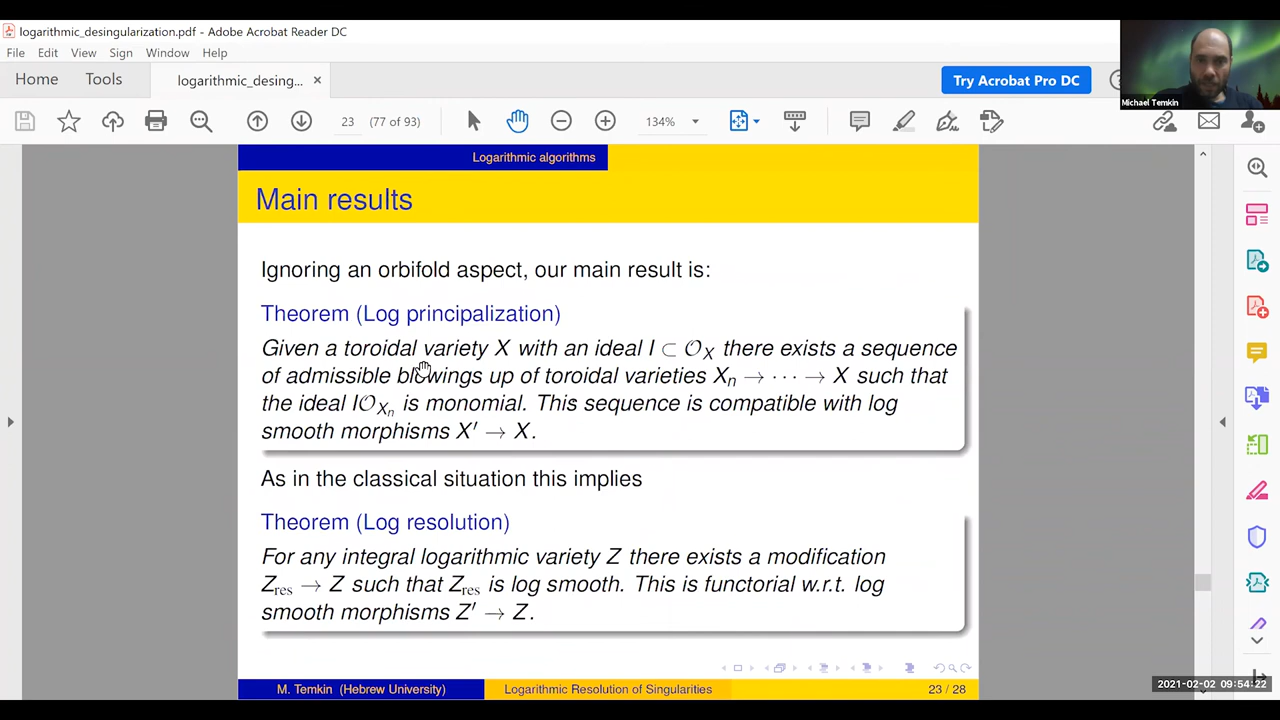 logarithmic_desingularization.pdf - Adobe Acrobat Reader DC
File Edit View Sign Window Help
Home Tools logarithmic_desing... × Try Acrobat Pro DC
Michael Temkin
23 (77 of 93) 134%
Logarithmic algorithms
Main results
Ignoring an orbifold aspect, our main result is:
Theorem (Log principalization)
Given a toroidal variety X with an ideal I ⊂ 𝒪_X there exists a sequence
of admissible blowings up of toroidal varieties X_n → ⋯ → X such that
the ideal I𝒪_{X_n} is monomial. This sequence is compatible with log
smooth morphisms X′ → X.
As in the classical situation this implies
Theorem (Log resolution)
For any integral logarithmic variety Z there exists a modification
Z_res → Z such that Z_res is log smooth. This is functorial w.r.t. log
smooth morphisms Z′ → Z.
M. Temkin (Hebrew University) Logarithmic Resolution of Singularities 23 / 28
2021-02-02 09:54:22